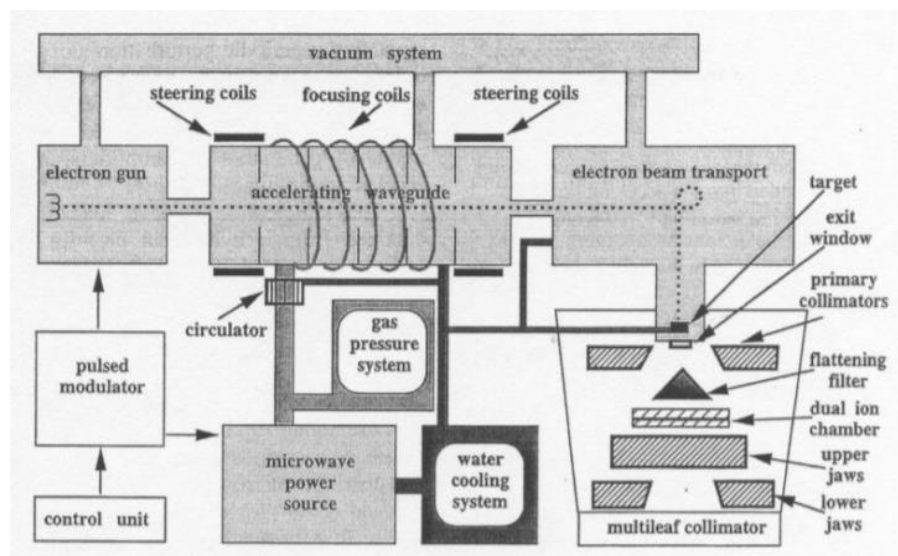 vacuum system
steering coils
focusing coils
steering coils
electron gun
accelerating waveguide
electron beam transport
target
exit
window
primary
collimators
circulator
gas
pressure
system
flattening
filter
pulsed
modulator
dual ion
chamber
microwave
power
source
water
cooling
system
upper
jaws
control unit
lower
jaws
multileaf collimator